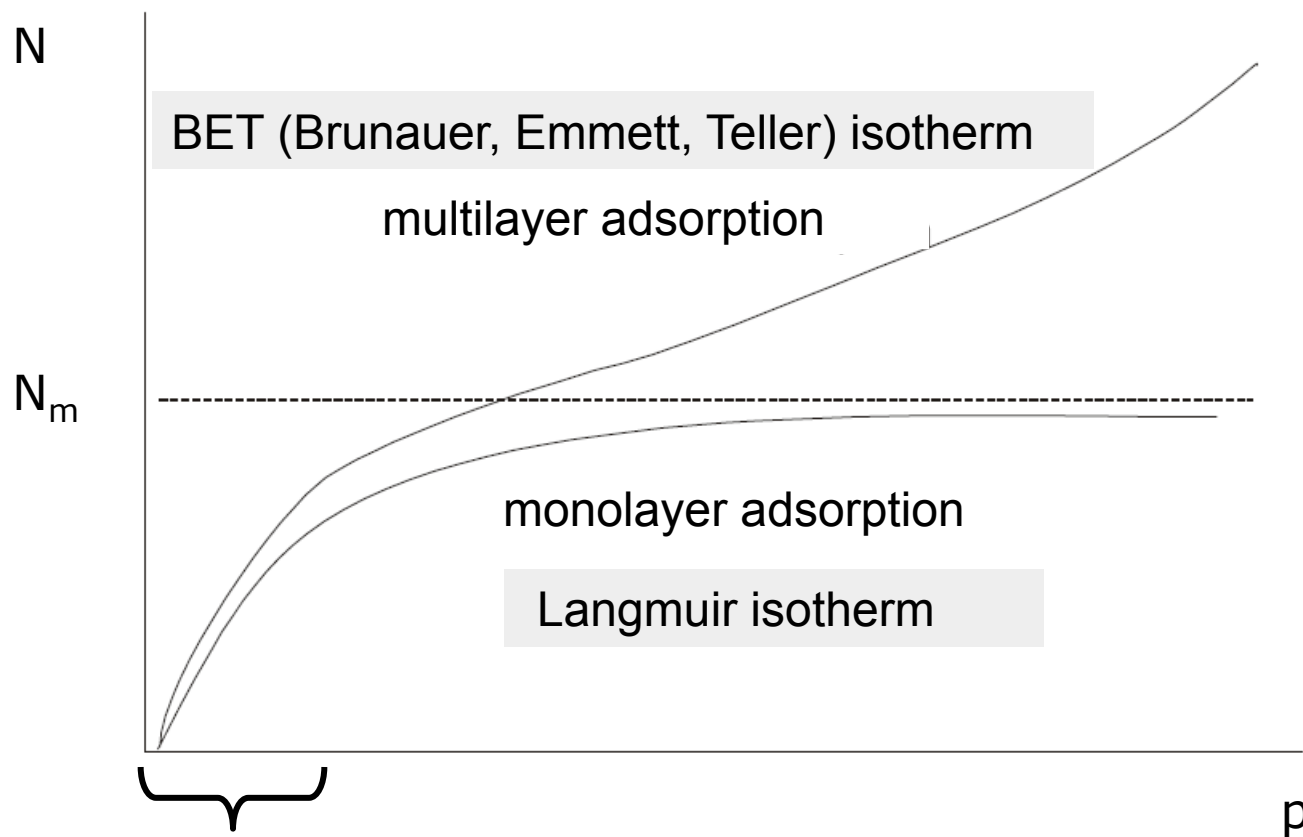 N
BET (Brunauer, Emmett, Teller) isotherm
multilayer adsorption
Nm
monolayer adsorption
Langmuir isotherm
p